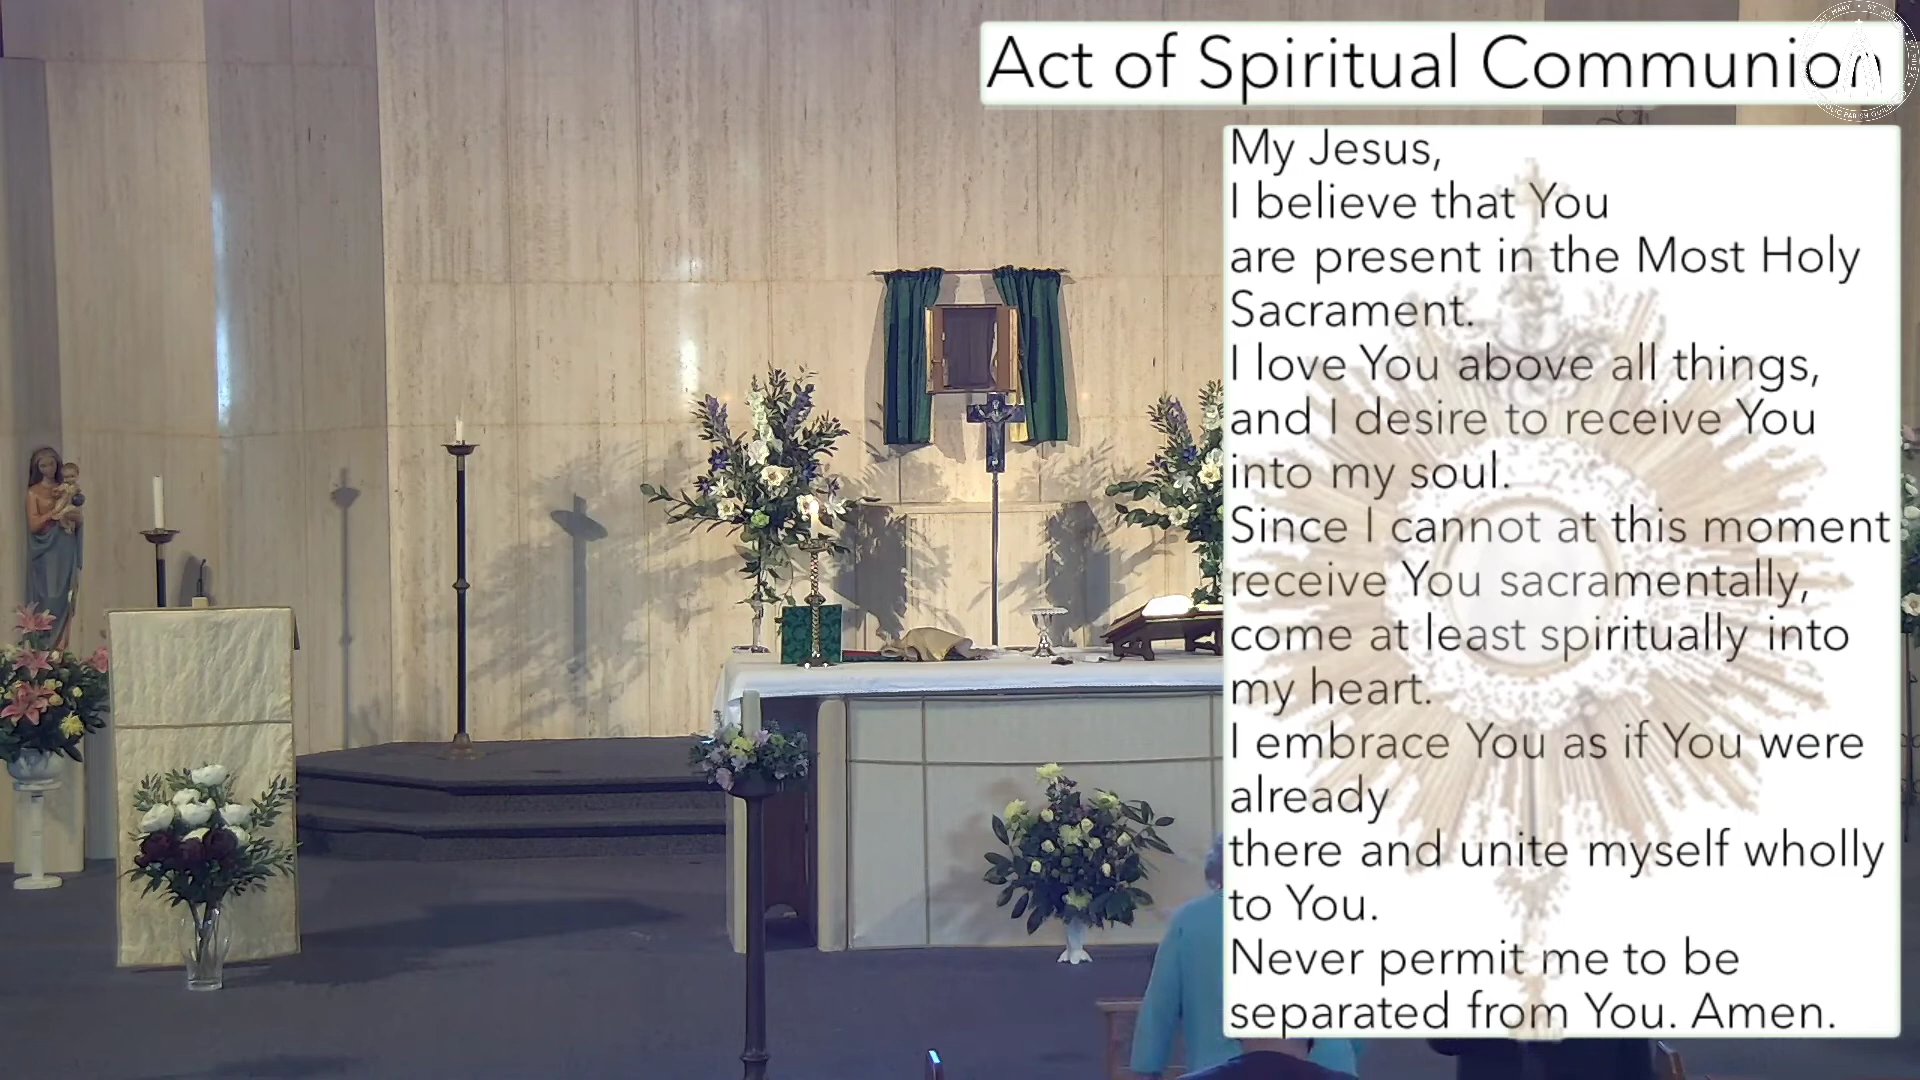 Act of Spiritual Communion
My Jesus,
I believe that You
are present in the Most Holy
Sacrament.
I love You above all things,
and I desire to receive You
into my soul.
Since I cannot at this moment
receive You sacramentally,
come at least spiritually into
my heart.
I embrace You as if You were
already
there and unite myself wholly
to You.
Never permit me to be
separated from You. Amen.